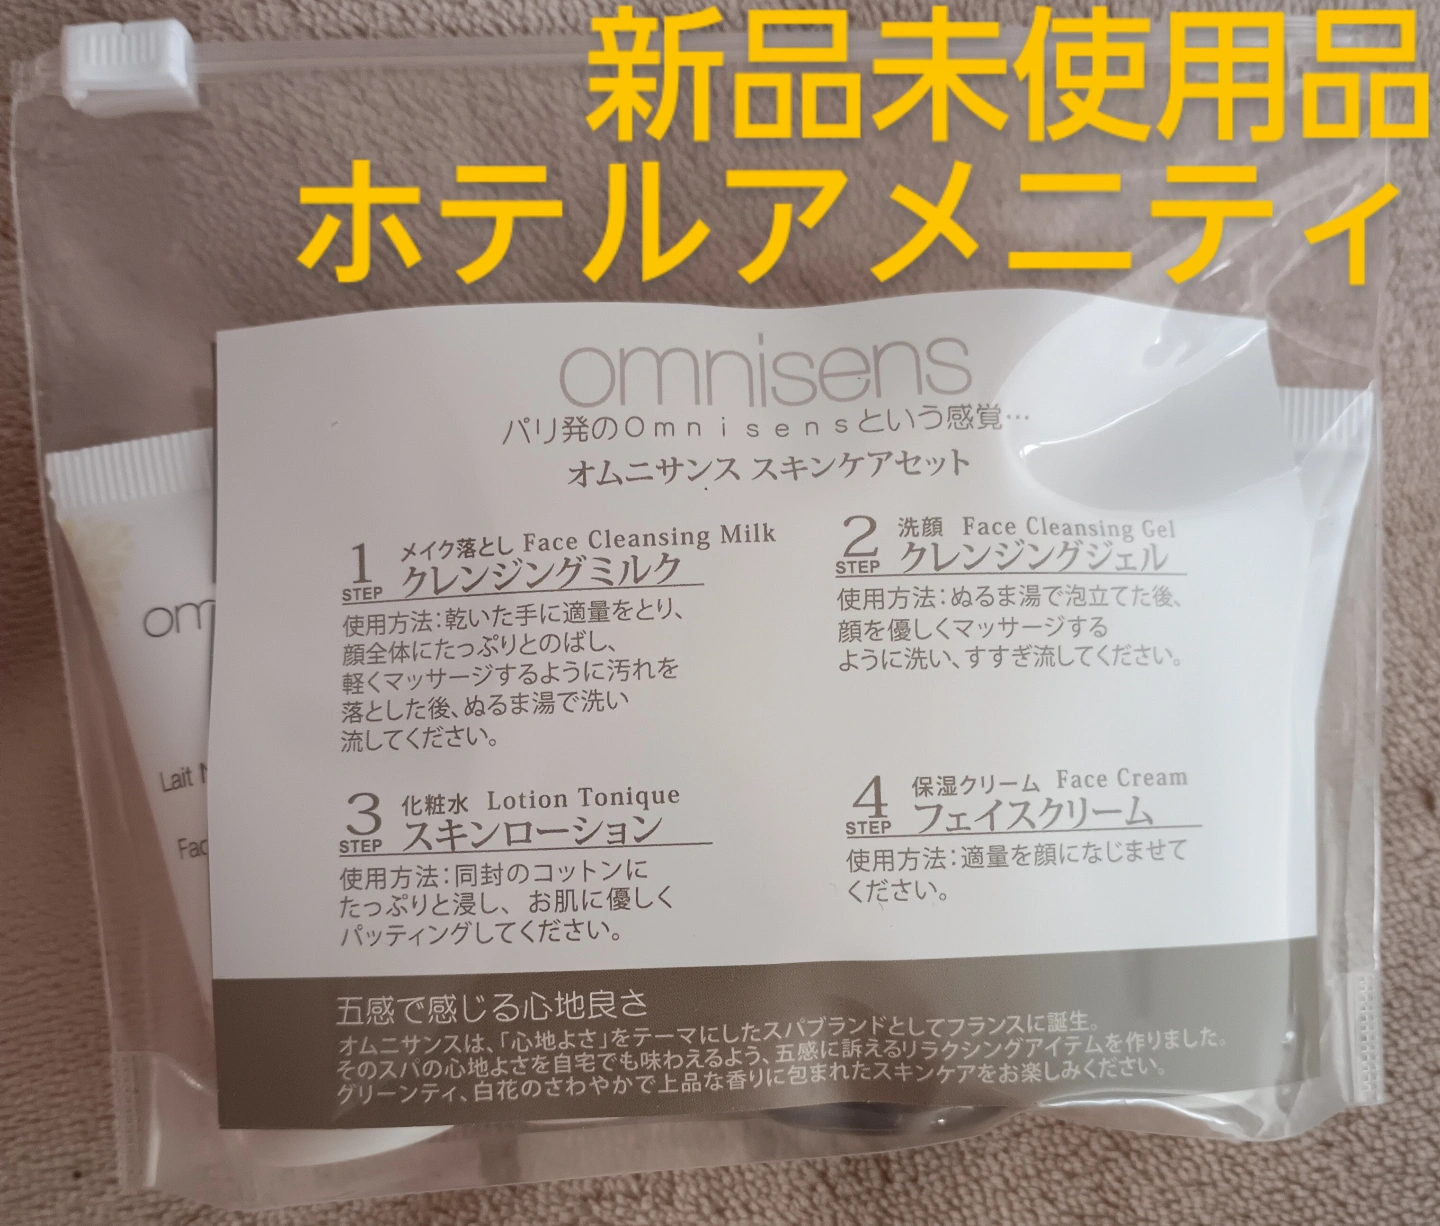 新品未使用品
ホテルアメニティ
omnisens
パリ発のOmnisensという感覚…
オムニサンス スキンケアセット
1 STEP メイク落とし Face Cleansing Milk
クレンジングミルク
使用方法：乾いた手に適量をとり、
顔全体にたっぷりとのばし、
軽くマッサージするように汚れを
落とした後、ぬるま湯で洗い
流してください。
2 STEP 洗顔 Face Cleansing Gel
クレンジングジェル
使用方法：ぬるま湯で泡立てた後、
顔を優しくマッサージする
ように洗い、すすぎ流してください。
3 STEP 化粧水 Lotion Tonique
スキンローション
使用方法：同封のコットンに
たっぷりと浸し、お肌に優しく
パッティングしてください。
4 STEP 保湿クリーム Face Cream
フェイスクリーム
使用方法：適量を顔になじませて
ください。
五感で感じる心地良さ
オムニサンスは、「心地よさ」をテーマにしたスパブランドとしてフランスに誕生。
そのスパの心地よさを自宅でも味わえるよう、五感に訴えるリラクシングアイテムを作りました。
グリーンティ、白花のさわやかで上品な香りに包まれたスキンケアをお楽しみください。
Lait